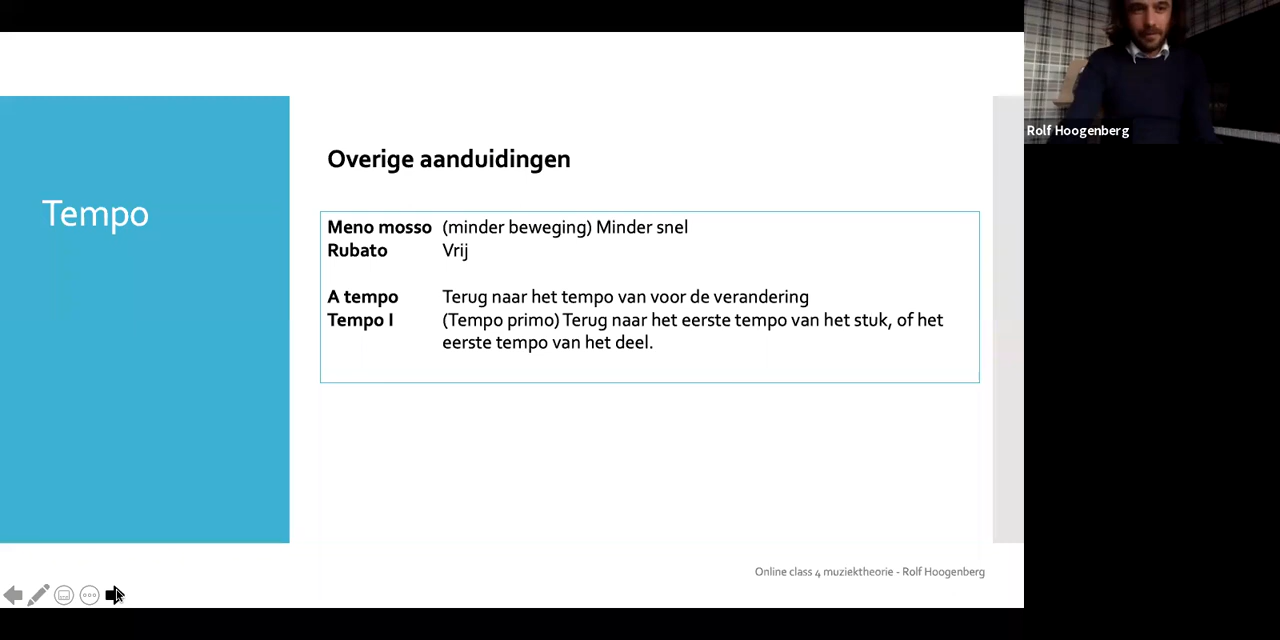 Rolf Hoogenberg
Tempo
Overige aanduidingen
Meno mosso (minder beweging) Minder snel
Rubato Vrij
A tempo Terug naar het tempo van voor de verandering
Tempo I (Tempo primo) Terug naar het eerste tempo van het stuk, of het
eerste tempo van het deel.
Online class 4 muziektheorie - Rolf Hoogenberg